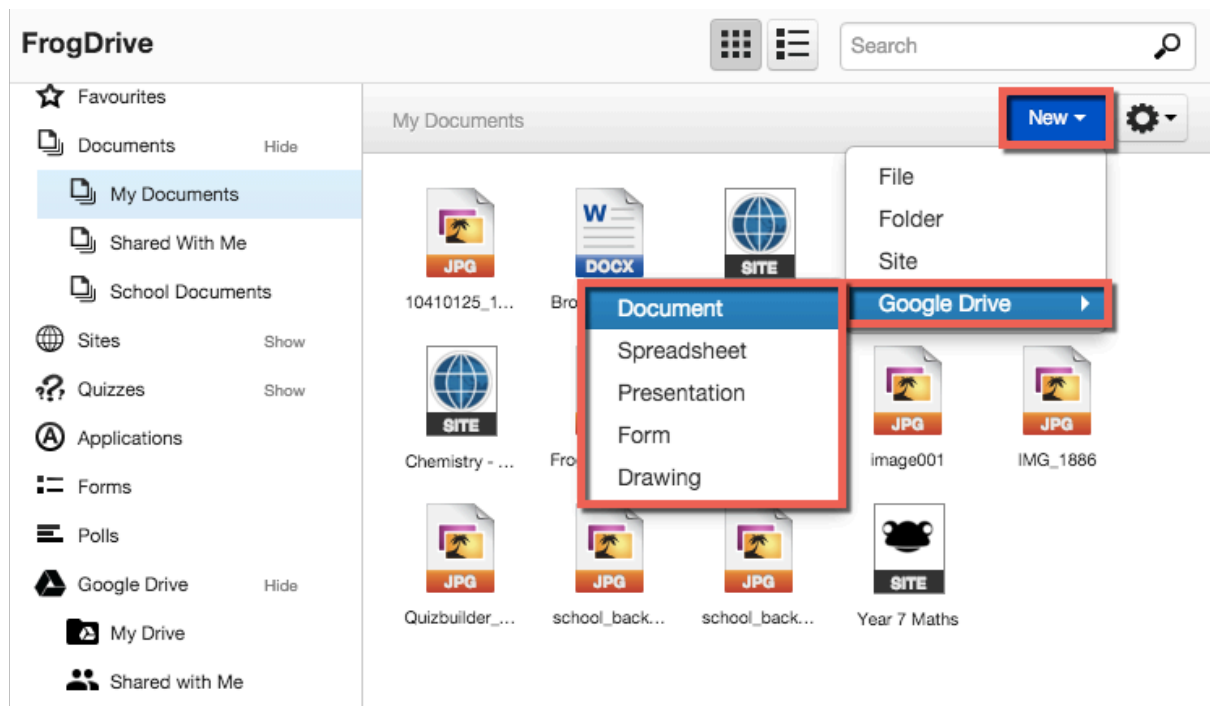 FrogDrive
Search
Favourites
Documents Hide
My Documents
Shared With Me
School Documents
Sites Show
Quizzes Show
Applications
Forms
Polls
Google Drive Hide
My Drive
Shared with Me
My Documents
New
File
Folder
Site
Google Drive
Document
Spreadsheet
Presentation
Form
Drawing
JPG
DOCX
SITE
10410125_1...
Bro
SITE
JPG
JPG
Chemistry - ...
Fro
image001
IMG_1886
JPG
JPG
JPG
SITE
Quizbuilder_...
school_back...
school_back...
Year 7 Maths